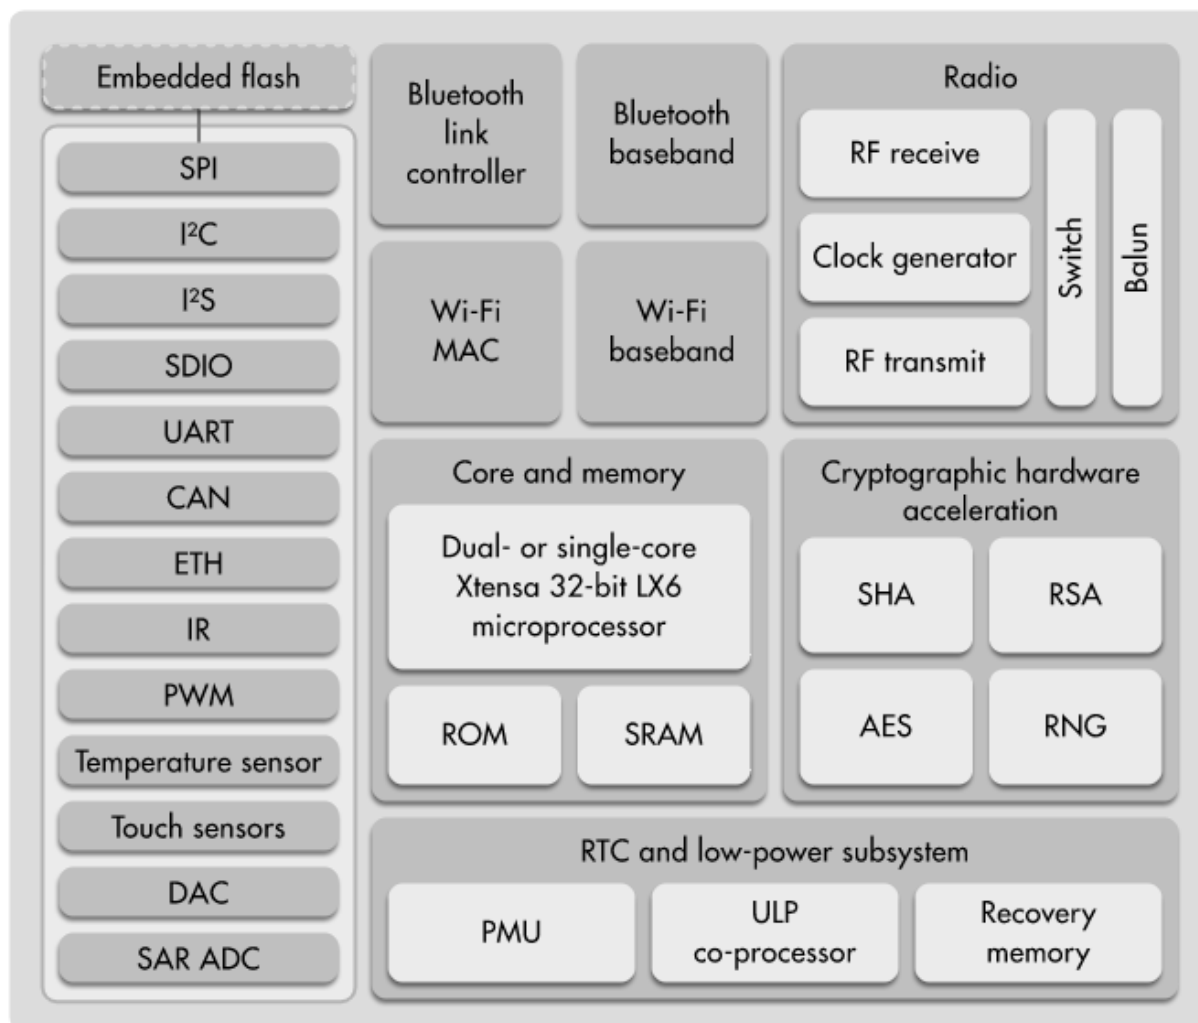 Embedded flash
SPI
I²C
I²S
SDIO
UART
CAN
ETH
IR
PWM
Temperature sensor
Touch sensors
DAC
SAR ADC
Bluetooth
link
controller
Bluetooth
baseband
Wi-Fi
MAC
Wi-Fi
baseband
Radio
RF receive
Clock generator
RF transmit
Switch
Balun
Core and memory
Dual- or single-core
Xtensa 32-bit LX6
microprocessor
ROM
SRAM
Cryptographic hardware
acceleration
SHA
RSA
AES
RNG
RTC and low-power subsystem
PMU
ULP
co-processor
Recovery
memory